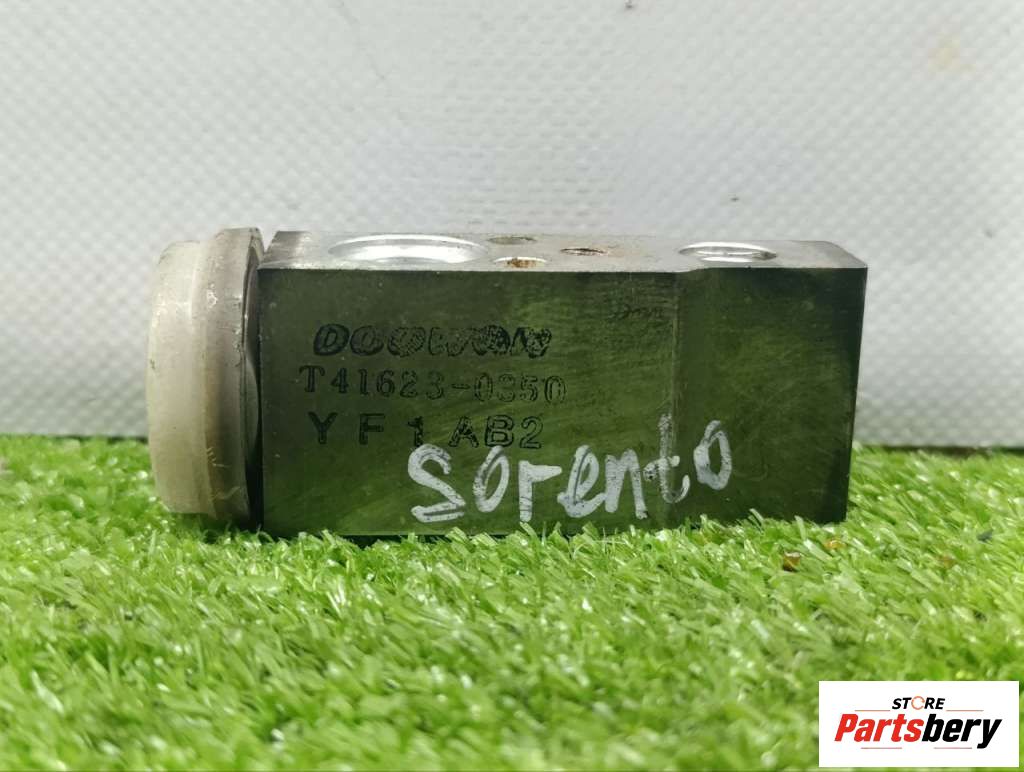 DOOWON
T41623-0350
YF1AB2
sorento
STORE
Partsbery